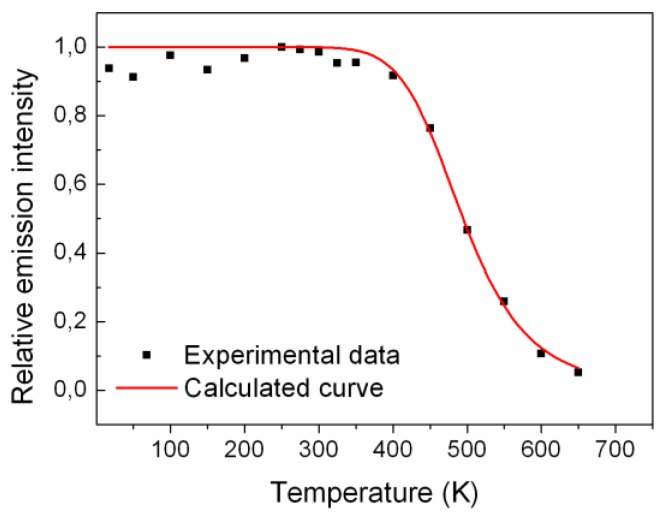 Relative emission intensity
1,0
0,8
0,6
0,4
0,2
0,0
Experimental data
Calculated curve
100 200 300 400 500 600 700
Temperature (K)